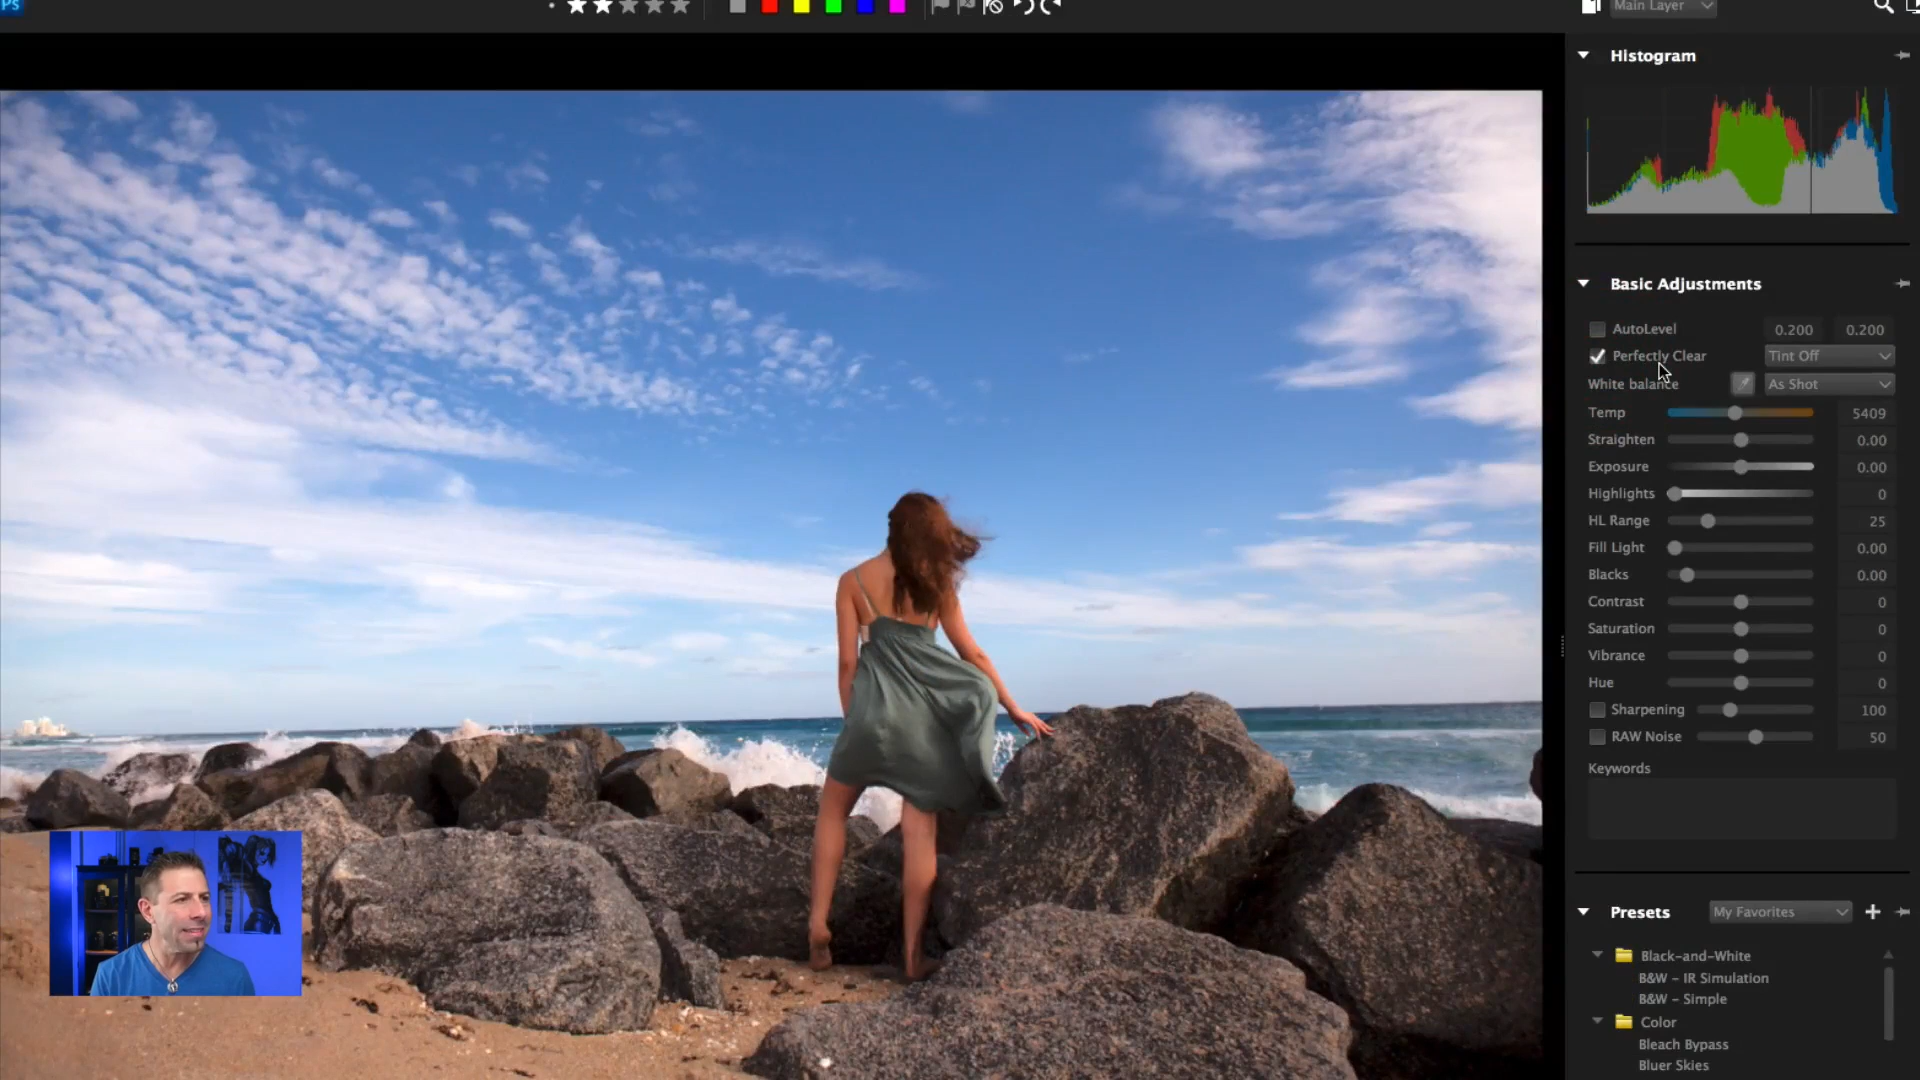 Ps
Main Layer
Histogram
Basic Adjustments
AutoLevel 0.200 0.200
Perfectly Clear Tint Off
White balance As Shot
Temp 5409
Straighten 0.00
Exposure 0.00
Highlights 0
HL Range 25
Fill Light 0.00
Blacks 0.00
Contrast 0
Saturation 0
Vibrance 0
Hue 0
Sharpening 100
RAW Noise 50
Keywords
Presets My Favorites
Black-and-White
B&W - IR Simulation
B&W - Simple
Color
Bleach Bypass
Bluer Skies